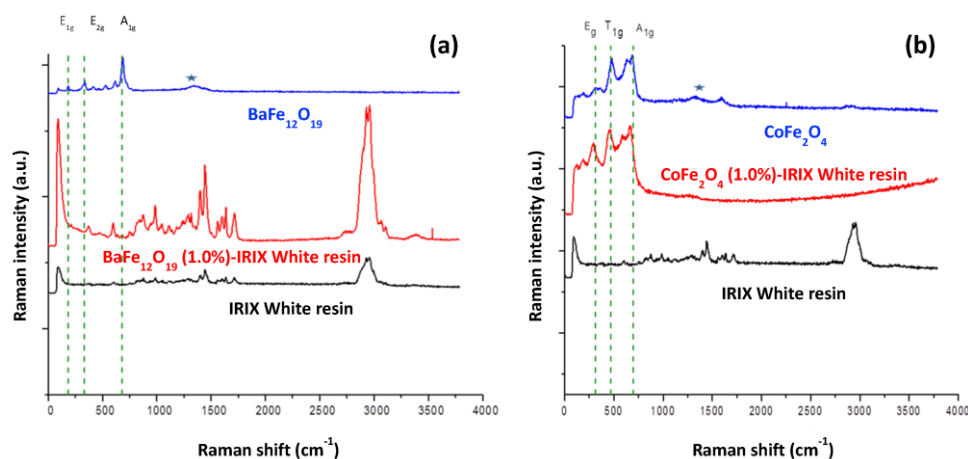 E1g E2g A1g
(a)
★
BaFe12O19
BaFe12O19 (1.0%)-IRIX White resin
IRIX White resin
Raman intensity (a.u.)
0 500 1000 1500 2000 2500 3000 3500 4000
Raman shift (cm-1)
Eg T1g A1g
(b)
★
CoFe2O4
CoFe2O4 (1.0%)-IRIX White resin
IRIX White resin
Raman intensity (a.u.)
0 500 1000 1500 2000 2500 3000 3500 4000
Raman shift (cm-1)